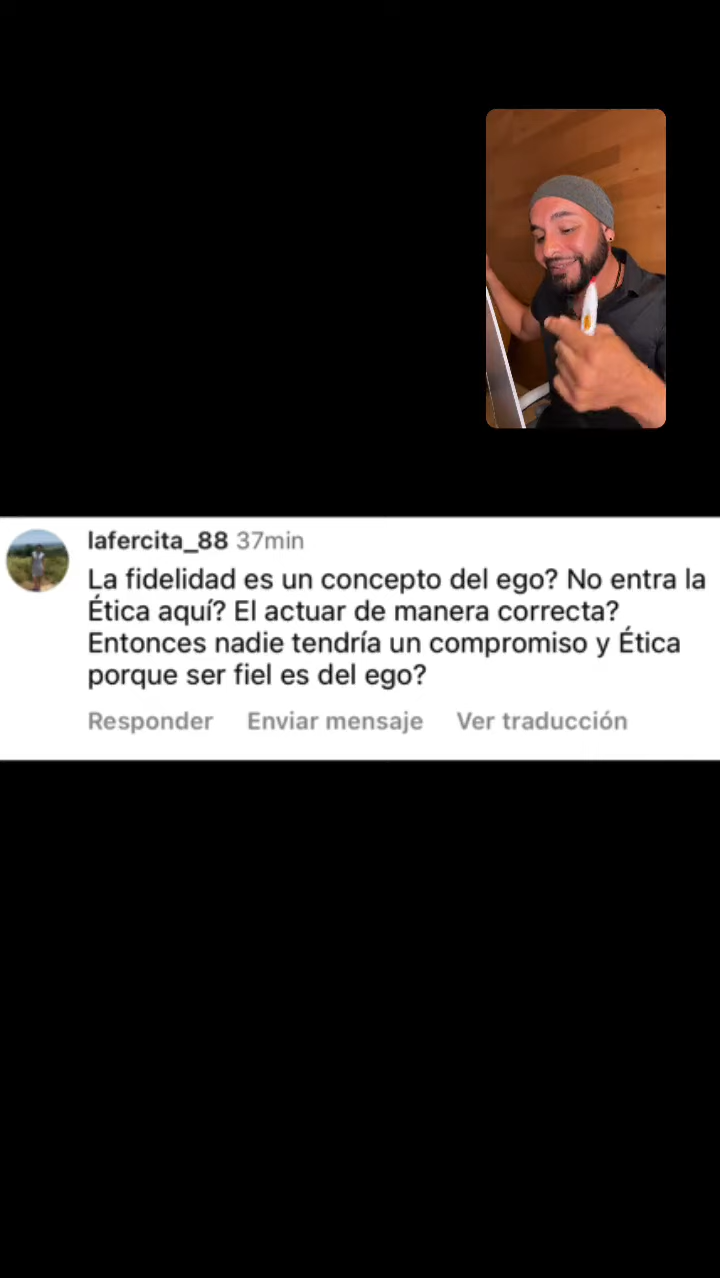 lafercita_88 37min
La fidelidad es un concepto del ego? No entra la
Ética aquí? El actuar de manera correcta?
Entonces nadie tendría un compromiso y Ética
porque ser fiel es del ego?
Responder Enviar mensaje Ver traducción